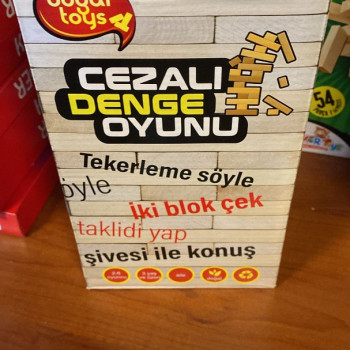 toys
CEZALI
DENGE
OYUNU
Tekerleme söyle
öyle
İki blok çek
taklidi yap
şivesi ile konuş
54